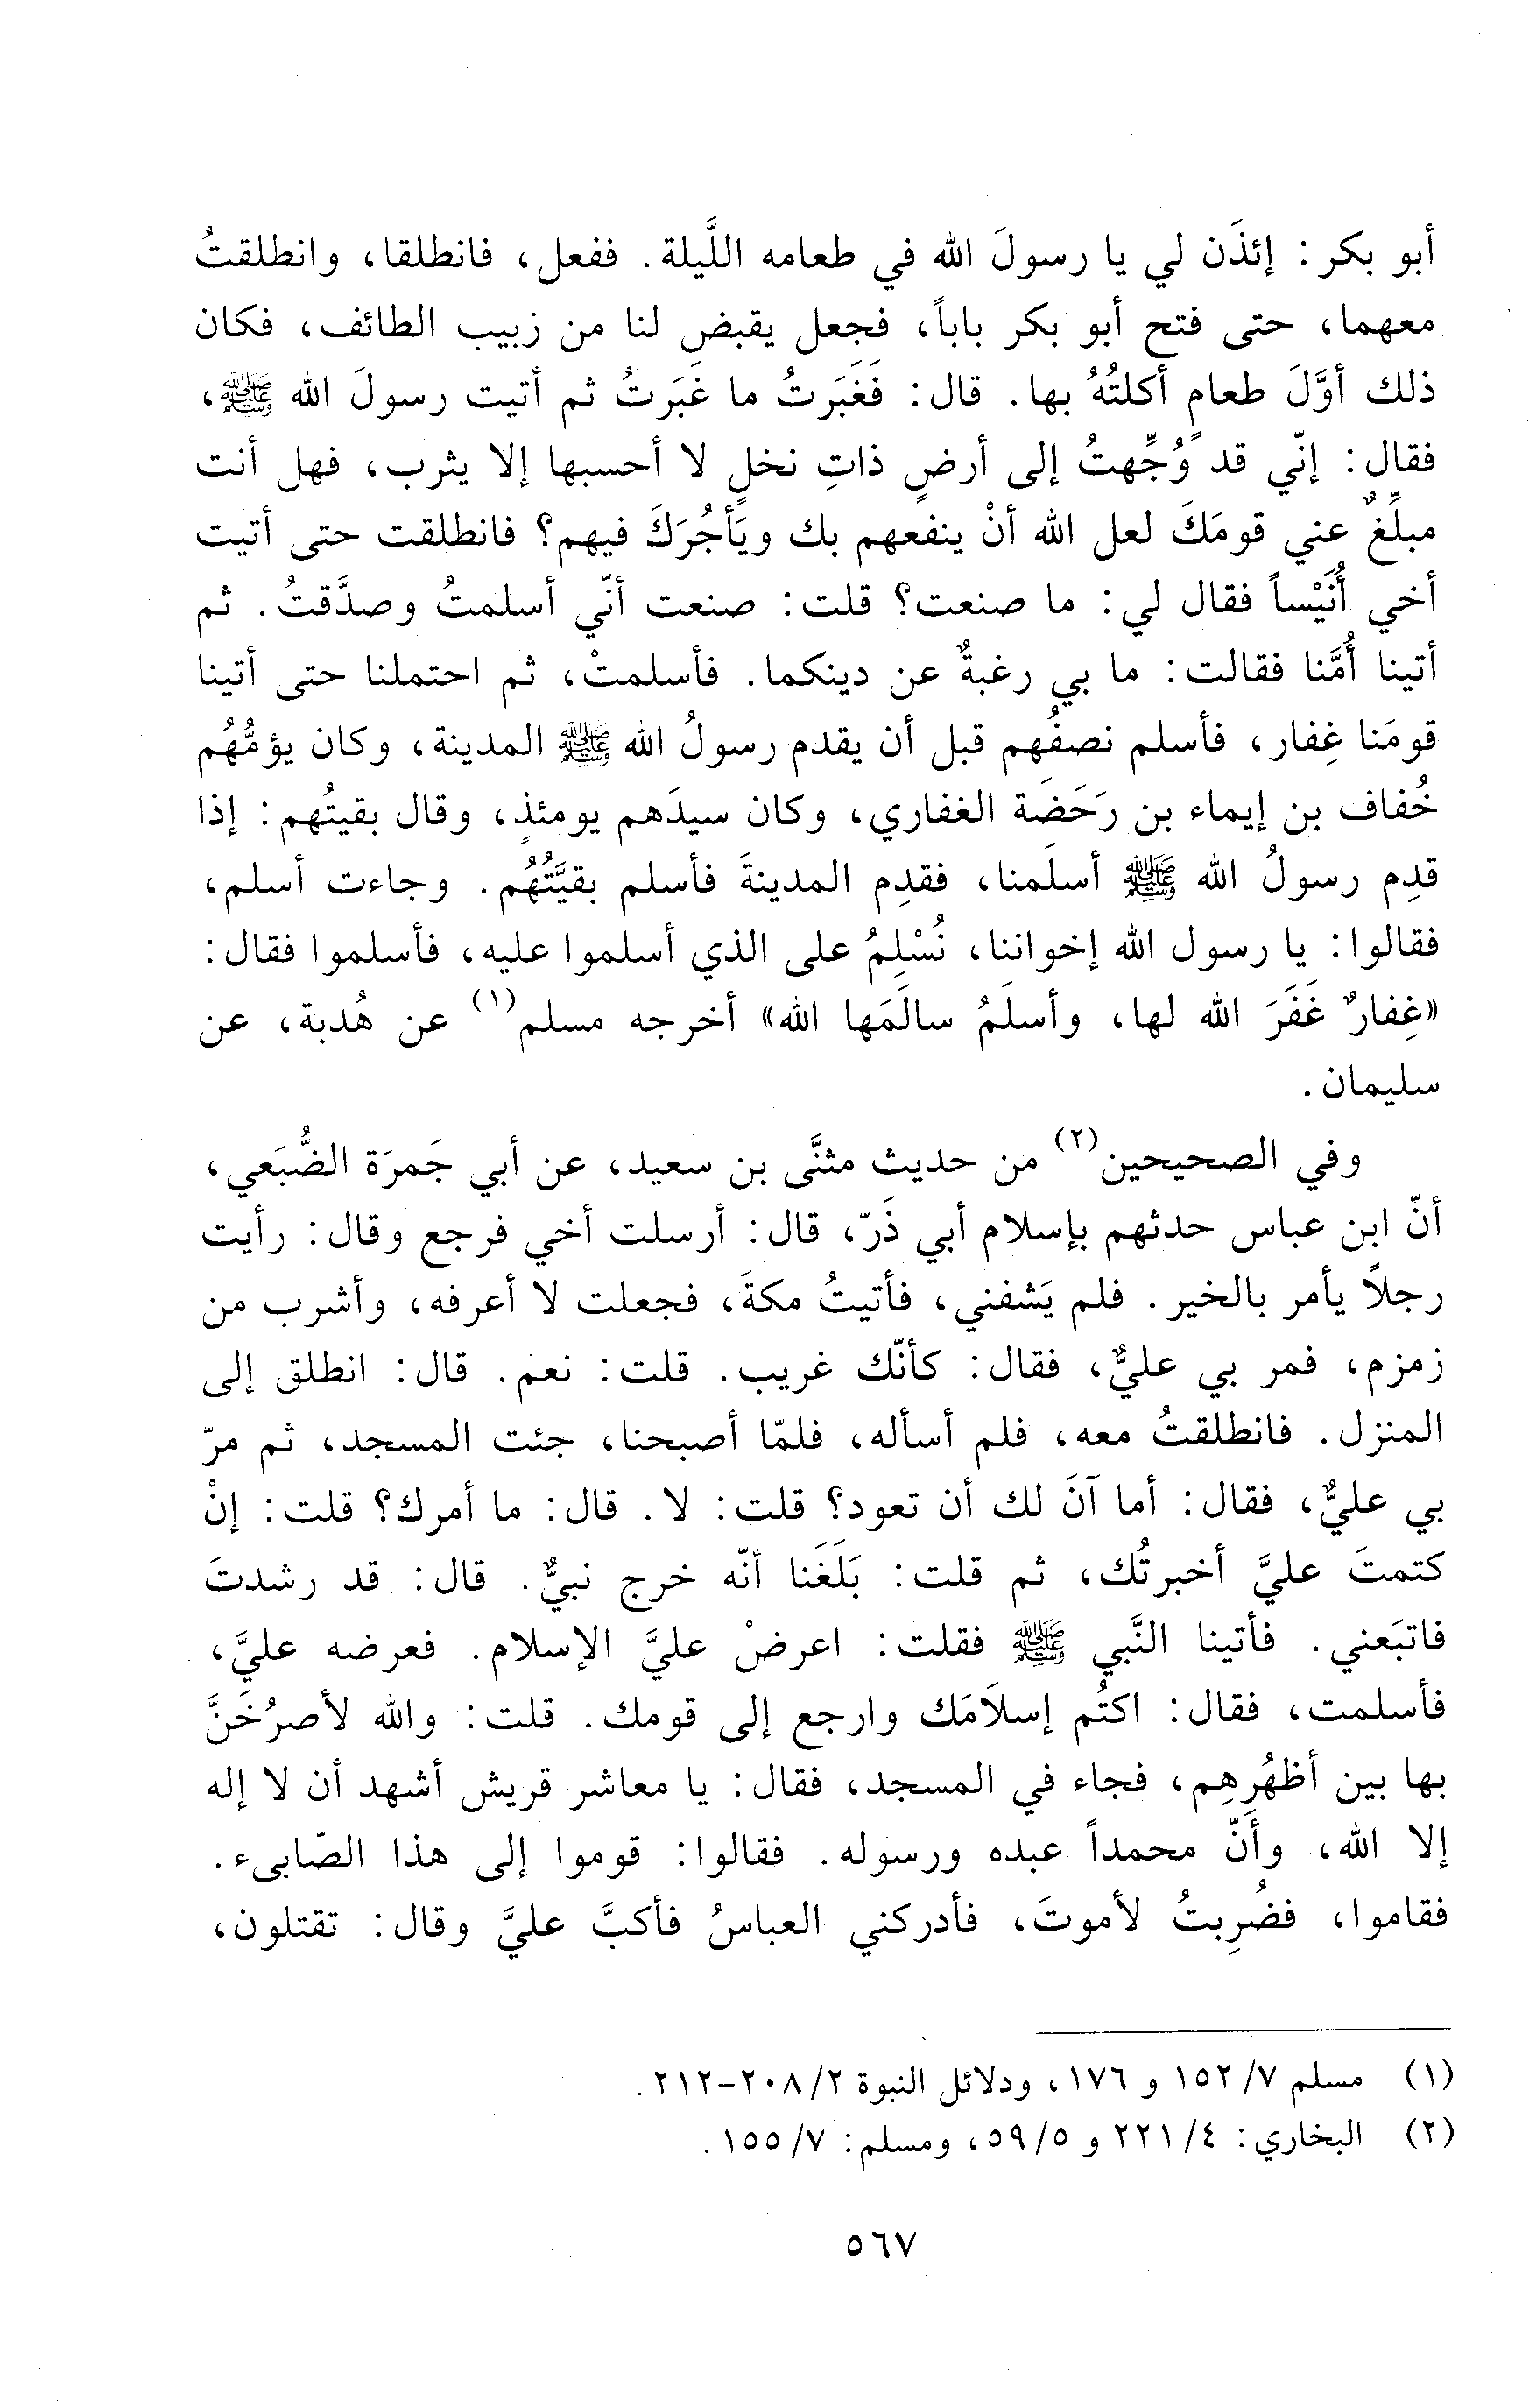 أبو بكر: إئذَن لي يا رسولَ الله في طعامه اللَّيلة. ففعل، فانطلقا، وانطلقتُ
معهما، حتى فتح أبو بكر باباً، فجعل يقبض لنا من زبيب الطائف، فكان
ذلك أوَّلَ طعامٍ أكلتُهُ بها. قال: فَغَبَرتُ ما غَبَرتُ ثم أتيت رسولَ الله ﷺ،
فقال: إنّي قد وُجِّهتُ إلى أرضٍ ذاتِ نخلٍ لا أحسبها إلا يثرب، فهل أنت
مبلِّغٌ عني قومَكَ لعل الله أنْ ينفعهم بك ويَأجُرَكَ فيهم؟ فانطلقت حتى أتيت
أخي أُنَيْساً فقال لي: ما صنعت؟ قلت: صنعت أنّي أسلمتُ وصدَّقتُ. ثم
أتينا أُمَّنا فقالت: ما بي رغبةٌ عن دينكما. فأسلمتْ، ثم احتملنا حتى أتينا
قومَنا غِفار، فأسلم نصفُهم قبل أن يقدم رسولُ الله ﷺ المدينة، وكان يؤمُّهُم
خُفاف بن إيماء بن رَحَضَة الغفاري، وكان سيدَهم يومئذٍ، وقال بقيتُهم: إذا
قدِم رسولُ الله ﷺ أسلَمنا، فقدِم المدينةَ فأسلم بقيَّتُهُم. وجاءت أسلم،
فقالوا: يا رسول الله إخواننا، نُسْلِمُ على الذي أسلموا عليه، فأسلموا فقال:
«غِفارٌ غَفَرَ الله لها، وأسلَمُ سالَمَها الله» أخرجه مسلم(١) عن هُدبة، عن
سليمان.
وفي الصحيحين(٢) من حديث مثنَّى بن سعيد، عن أبي جَمرَة الضُّبَعي،
أنّ ابن عباس حدثهم بإسلام أبي ذَرّ، قال: أرسلت أخي فرجع وقال: رأيت
رجلاً يأمر بالخير. فلم يَشفني، فأتيتُ مكةَ، فجعلت لا أعرفه، وأشرب من
زمزم، فمر بي عليٌّ، فقال: كأنّك غريب. قلت: نعم. قال: انطلق إلى
المنزل. فانطلقتُ معه، فلم أسأله، فلمّا أصبحنا، جئت المسجد، ثم مرّ
بي عليٌّ، فقال: أما آنَ لك أن تعود؟ قلت: لا. قال: ما أمرك؟ قلت: إنْ
كتمتَ عليَّ أخبرتُك، ثم قلت: بَلَغَنا أنّه خرج نبيٌّ. قال: قد رشدتَ
فاتبَعني. فأتينا النَّبي ﷺ فقلت: اعرضْ عليَّ الإسلام. فعرضه عليَّ،
فأسلمت، فقال: اكتُم إسلاَمَك وارجع إلى قومك. قلت: والله لأصرُخَنَّ
بها بين أظهُرِهِم، فجاء في المسجد، فقال: يا معاشر قريش أشهد أن لا إله
إلا الله، وأَنّ محمداً عبده ورسوله. فقالوا: قوموا إلى هذا الصّابىء.
فقاموا، فضُرِبتُ لأموتَ، فأدركني العباسُ فأكبَّ عليَّ وقال: تقتلون،
(١) مسلم ٧/ ١٥٢ و ١٧٦، ودلائل النبوة ٢/ ٢٠٨-٢١٢.
(٢) البخاري: ٤/ ٢٢١ و ٥/ ٥٩، ومسلم: ٧/ ١٥٥.
٥٦٧